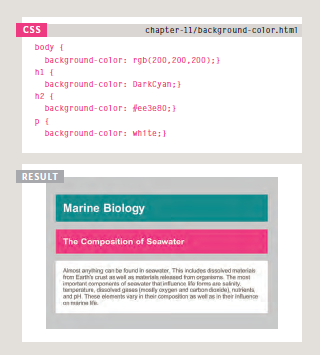 CSS
chapter-11/background-color.html
body {
background-color: rgb(200,200,200);}
h1 {
background-color: DarkCyan;}
h2 {
background-color: #ee3e80;}
p {
background-color: white;}
RESULT
Marine Biology
The Composition of Seawater
Almost anything can be found in seawater. This includes dissolved materials
from Earth's crust as well as materials released from organisms. The most
important components of seawater that influence life forms are salinity,
temperature, dissolved gases (mostly oxygen and carbon dioxide), nutrients,
and pH. These elements vary in their composition as well as in their influence
on marine life.